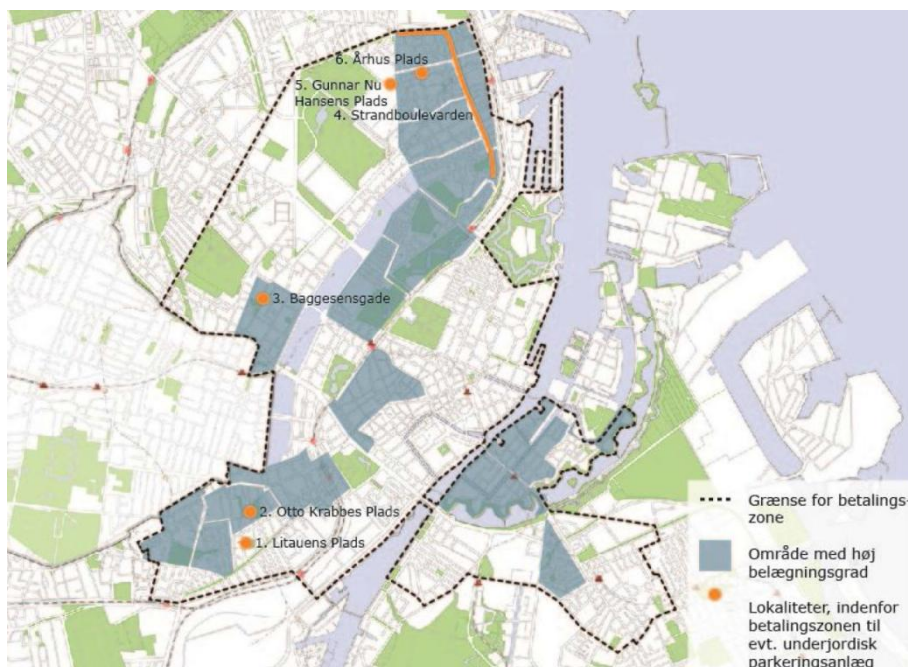 6. Århus Plads
5. Gunnar Nu
Hansens Plads
4. Strandboulevarden
3. Baggesensgade
2. Otto Krabbes Plads
1. Litauens Plads
Grænse for betalings-
zone
Område med høj
belægningsgrad
Lokaliteter, indenfor
betalingszonen til
evt. underjordisk
parkeringsanlæg